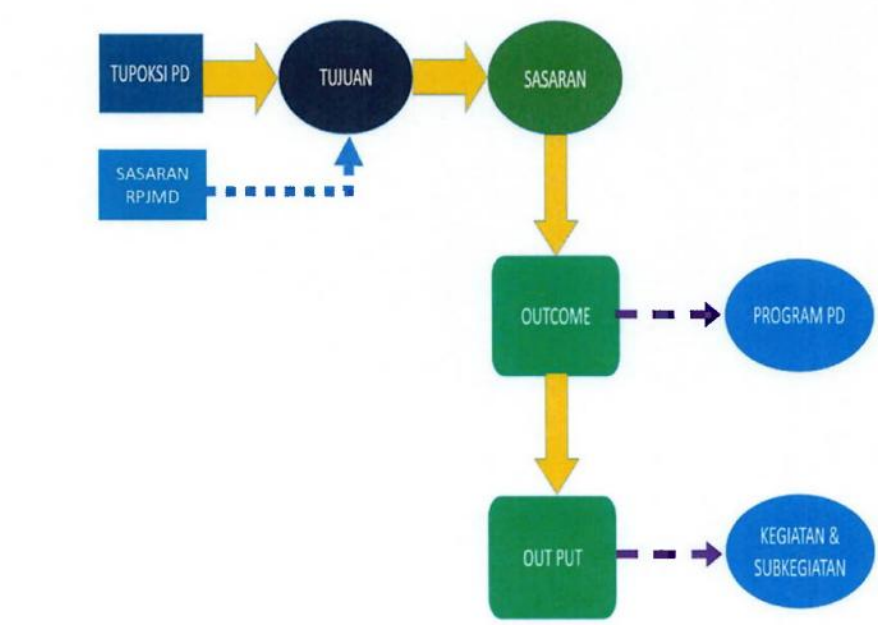 TUPOKSI PD
TUJUAN
SASARAN
SASARAN
RPJMD
OUTCOME
PROGRAM PD
OUT PUT
KEGIATAN &
SUBKEGIATAN